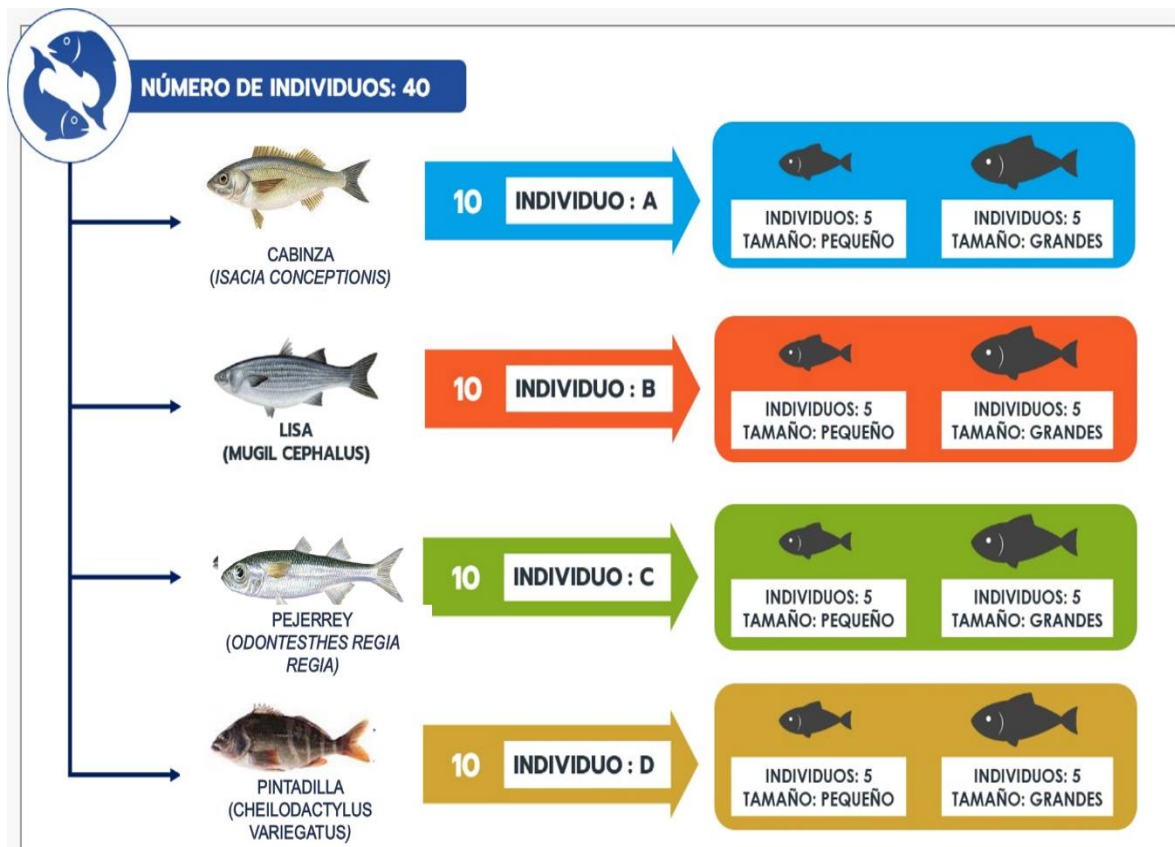 NÚMERO DE INDIVIDUOS: 40
CABINZA
(ISACIA CONCEPTIONIS)
10
INDIVIDUO : A
INDIVIDUOS: 5
TAMAÑO: PEQUEÑO
INDIVIDUOS: 5
TAMAÑO: GRANDES
LISA
(MUGIL CEPHALUS)
10
INDIVIDUO : B
INDIVIDUOS: 5
TAMAÑO: PEQUEÑO
INDIVIDUOS: 5
TAMAÑO: GRANDES
PEJERREY
(ODONTESTHES REGIA
REGIA)
10
INDIVIDUO : C
INDIVIDUOS: 5
TAMAÑO: PEQUEÑO
INDIVIDUOS: 5
TAMAÑO: GRANDES
PINTADILLA
(CHEILODACTYLUS
VARIEGATUS)
10
INDIVIDUO : D
INDIVIDUOS: 5
TAMAÑO: PEQUEÑO
INDIVIDUOS: 5
TAMAÑO: GRANDES